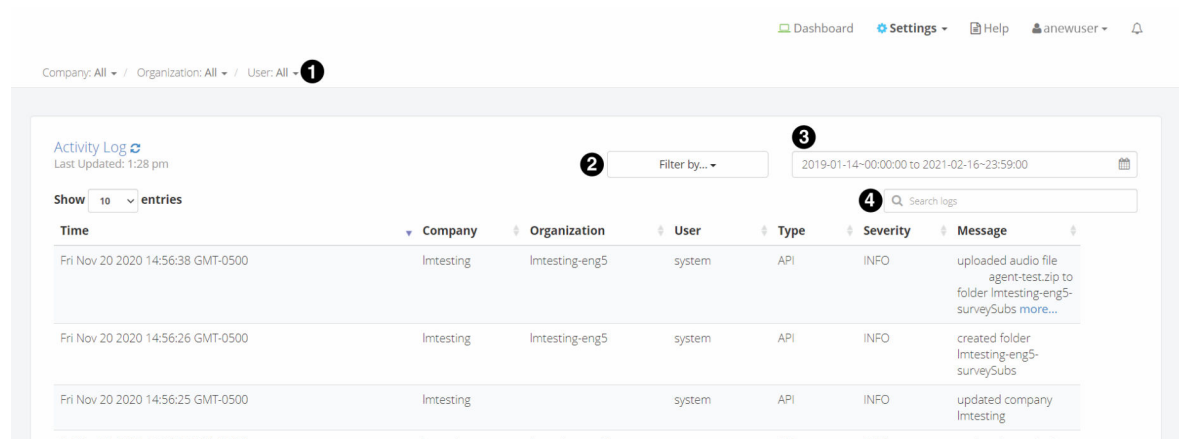 Dashboard Settings Help anewuser
Company: All / Organization: All / User: All 1
Activity Log
Last Updated: 1:28 pm
2 Filter by...
3
2019-01-14~00:00:00 to 2021-02-16~23:59:00
Show 10 entries
4 Search logs
Time Company Organization User Type Severity Message
Fri Nov 20 2020 14:56:38 GMT-0500 lmtesting lmtesting-eng5 system API INFO uploaded audio file
agent-test.zip to
folder lmtesting-eng5-
surveySubs more...
Fri Nov 20 2020 14:56:26 GMT-0500 lmtesting lmtesting-eng5 system API INFO created folder
lmtesting-eng5-
surveySubs
Fri Nov 20 2020 14:56:25 GMT-0500 lmtesting system API INFO updated company
lmtesting